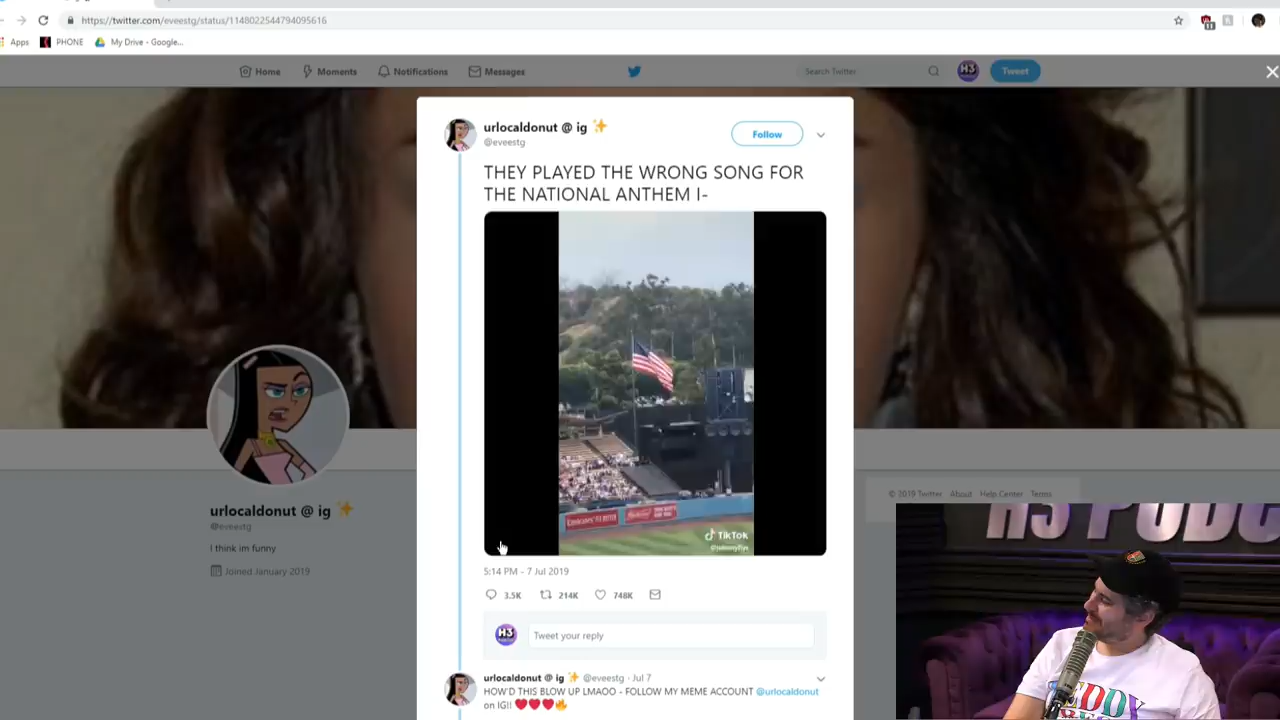 https://twitter.com/eveestg/status/1148022544794095616
Apps PHONE My Drive - Google...
Home Moments Notifications Messages Search Twitter H3 Tweet
urlocaldonut @ ig ✨
@eveestg
Follow
THEY PLAYED THE WRONG SONG FOR
THE NATIONAL ANTHEM I-
TikTok
5:14 PM - 7 Jul 2019
3.5K 214K 748K
H3 Tweet your reply
urlocaldonut @ ig ✨ @eveestg · Jul 7
HOW'D THIS BLOW UP LMAOO - FOLLOW MY MEME ACCOUNT @urlocaldonut
on IG!! ❤️❤️❤️🔥
urlocaldonut @ ig ✨
@eveestg
I think im funny
Joined January 2019
© 2019 Twitter About Help Center Terms
H3 PODC
TEDDY
FRE